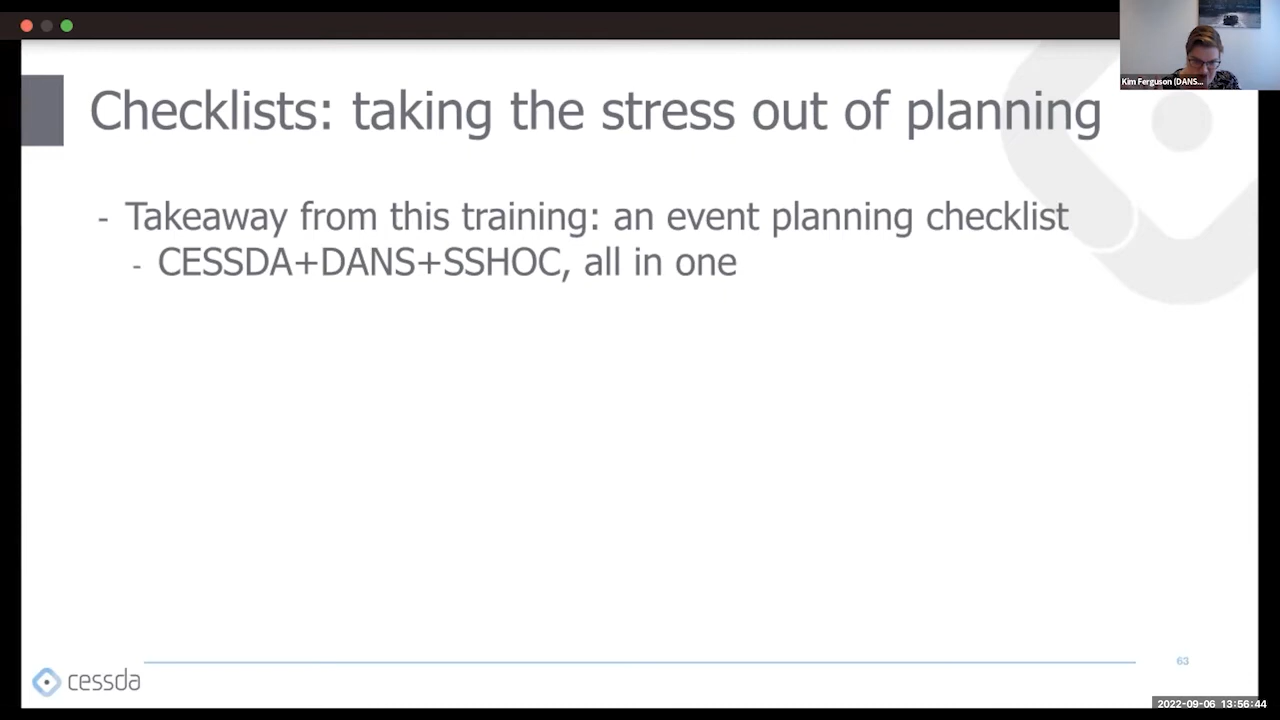 Kim Ferguson (DANS...
Checklists: taking the stress out of planning
- Takeaway from this training: an event planning checklist
- CESSDA+DANS+SSHOC, all in one
63
cessda
2022-09-06 13:56:44